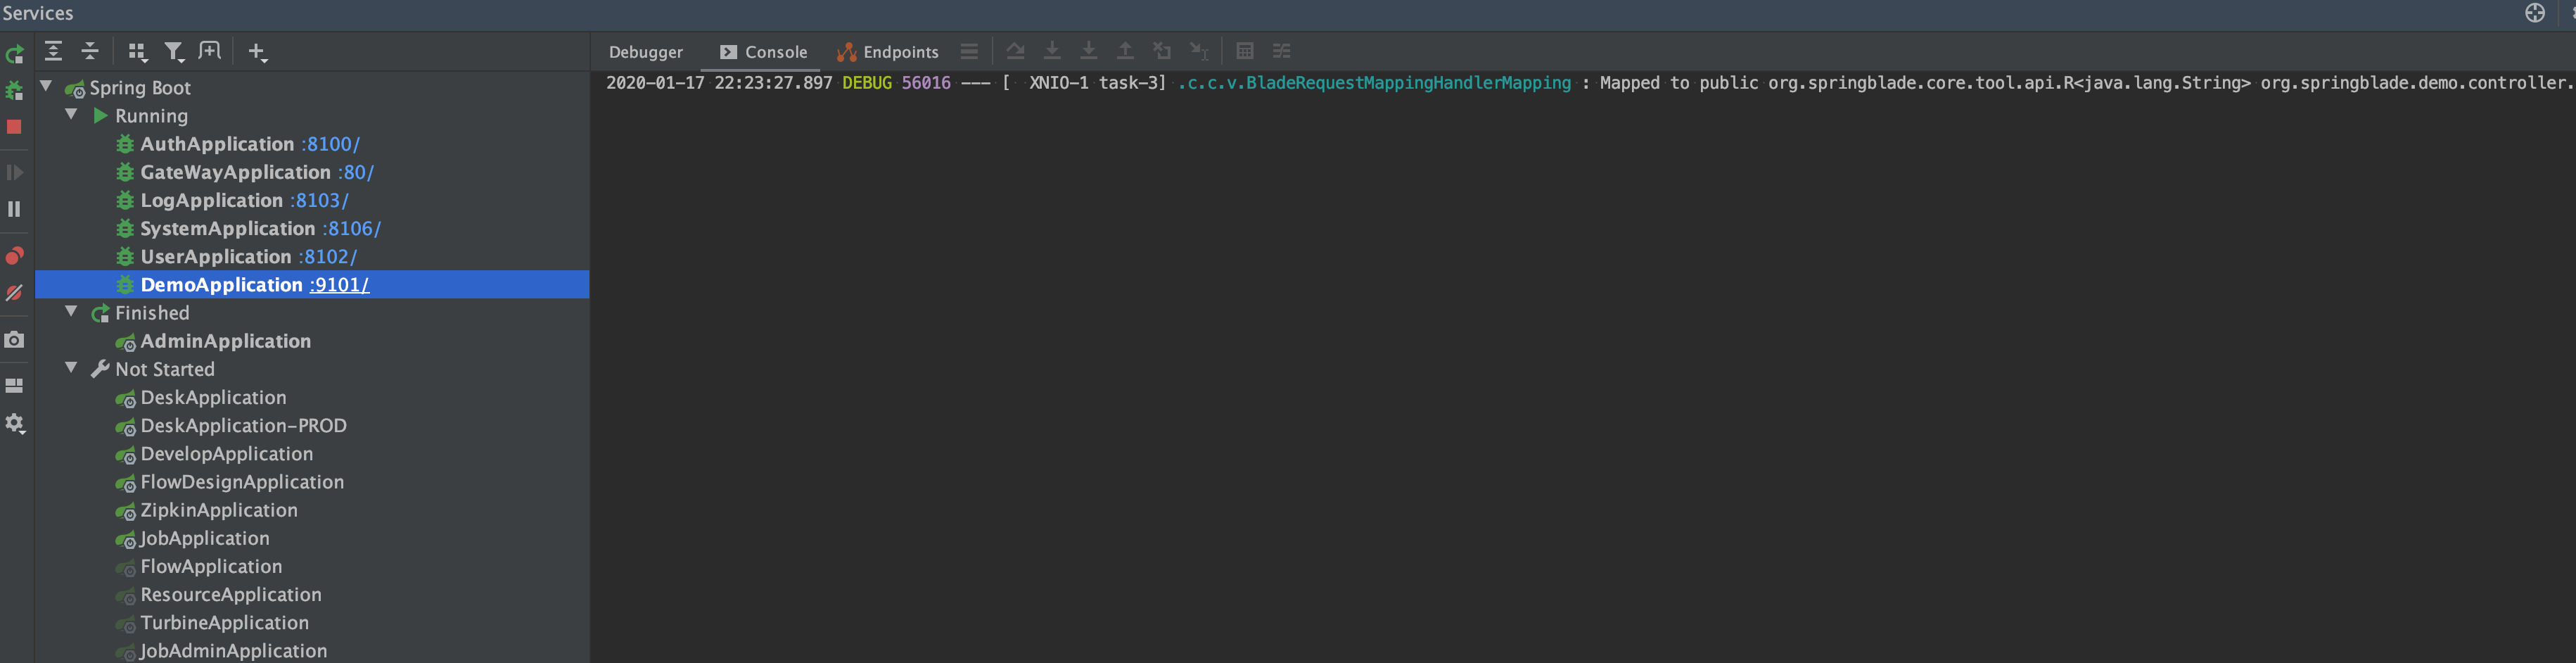 Services
Debugger Console Endpoints
Spring Boot
Running
AuthApplication :8100/
GateWayApplication :80/
LogApplication :8103/
SystemApplication :8106/
UserApplication :8102/
DemoApplication :9101/
Finished
AdminApplication
Not Started
DeskApplication
DeskApplication-PROD
DevelopApplication
FlowDesignApplication
ZipkinApplication
JobApplication
FlowApplication
ResourceApplication
TurbineApplication
JobAdminApplication
2020-01-17 22:23:27.897 DEBUG 56016 --- [  XNIO-1 task-3] .c.c.v.BladeRequestMappingHandlerMapping : Mapped to public org.springblade.core.tool.api.R<java.lang.String> org.springblade.demo.controller.